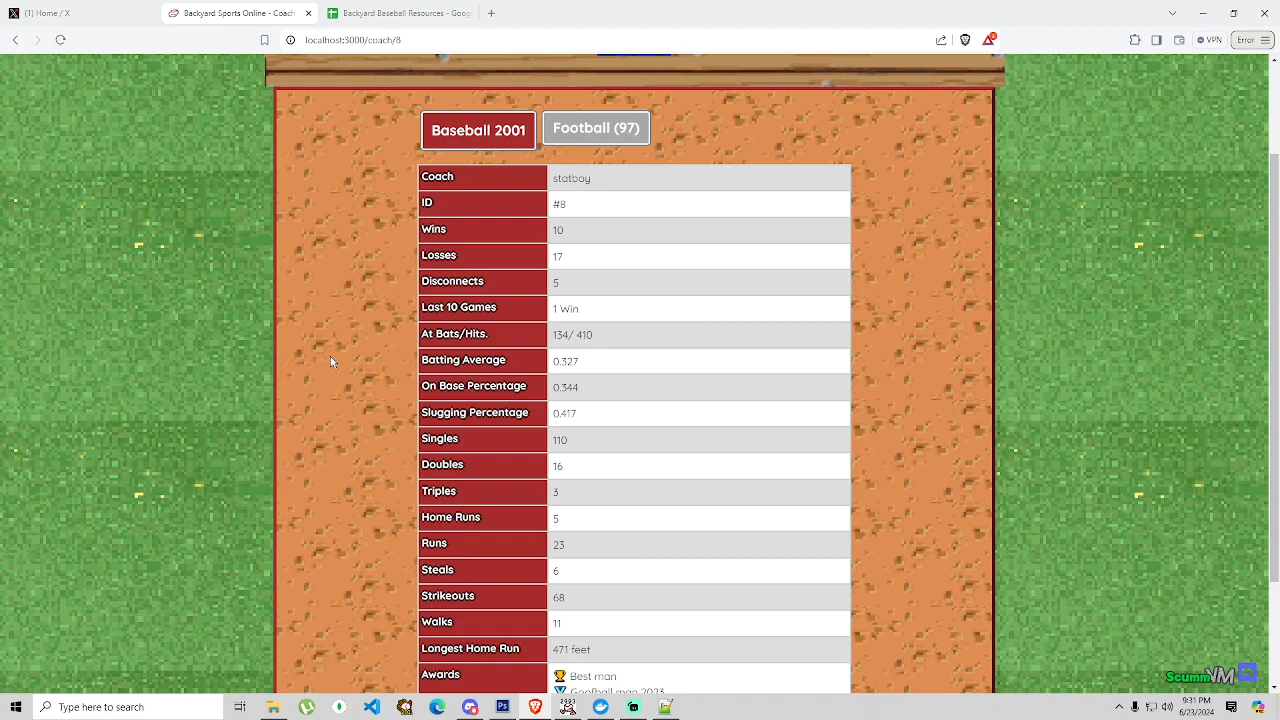 (1) Home / X
Backyard Sports Online - Coach
Backyard Baseball Results - Goog
localhost:3000/coach/8
VPN
Error
Baseball 2001
Football (97)
Coach statboy
ID #8
Wins 10
Losses 17
Disconnects 5
Last 10 Games 1 Win
At Bats/Hits. 134/ 410
Batting Average 0.327
On Base Percentage 0.344
Slugging Percentage 0.417
Singles 110
Doubles 16
Triples 3
Home Runs 5
Runs 23
Steals 6
Strikeouts 68
Walks 11
Longest Home Run 471 feet
Awards 🏆 Best man
Goofball man 2023
ScummVM
Type here to search
9:31 PM
6/23/2024